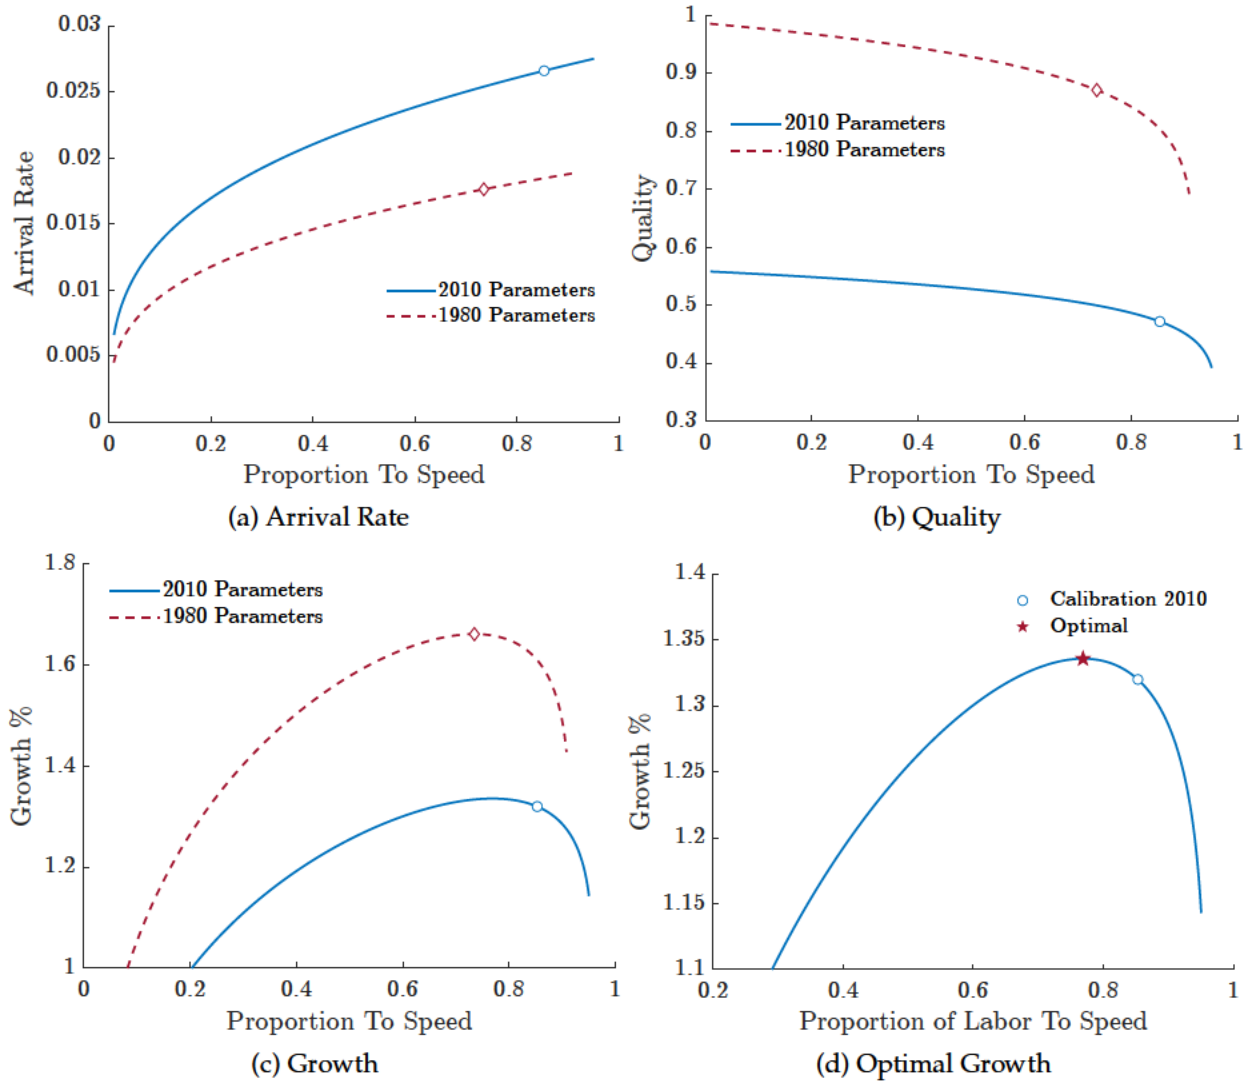 0.03
0.025
0.02
0.015
0.01
0.005
0
Arrival Rate
2010 Parameters
1980 Parameters
0 0.2 0.4 0.6 0.8 1
Proportion To Speed
(a) Arrival Rate
1
0.9
0.8
0.7
0.6
0.5
0.4
0.3
Quality
2010 Parameters
1980 Parameters
0 0.2 0.4 0.6 0.8 1
Proportion To Speed
(b) Quality
1.8
1.6
1.4
1.2
1
Growth %
2010 Parameters
1980 Parameters
0 0.2 0.4 0.6 0.8 1
Proportion To Speed
(c) Growth
1.4
1.35
1.3
1.25
1.2
1.15
1.1
Growth %
Calibration 2010
Optimal
0.2 0.4 0.6 0.8 1
Proportion of Labor To Speed
(d) Optimal Growth